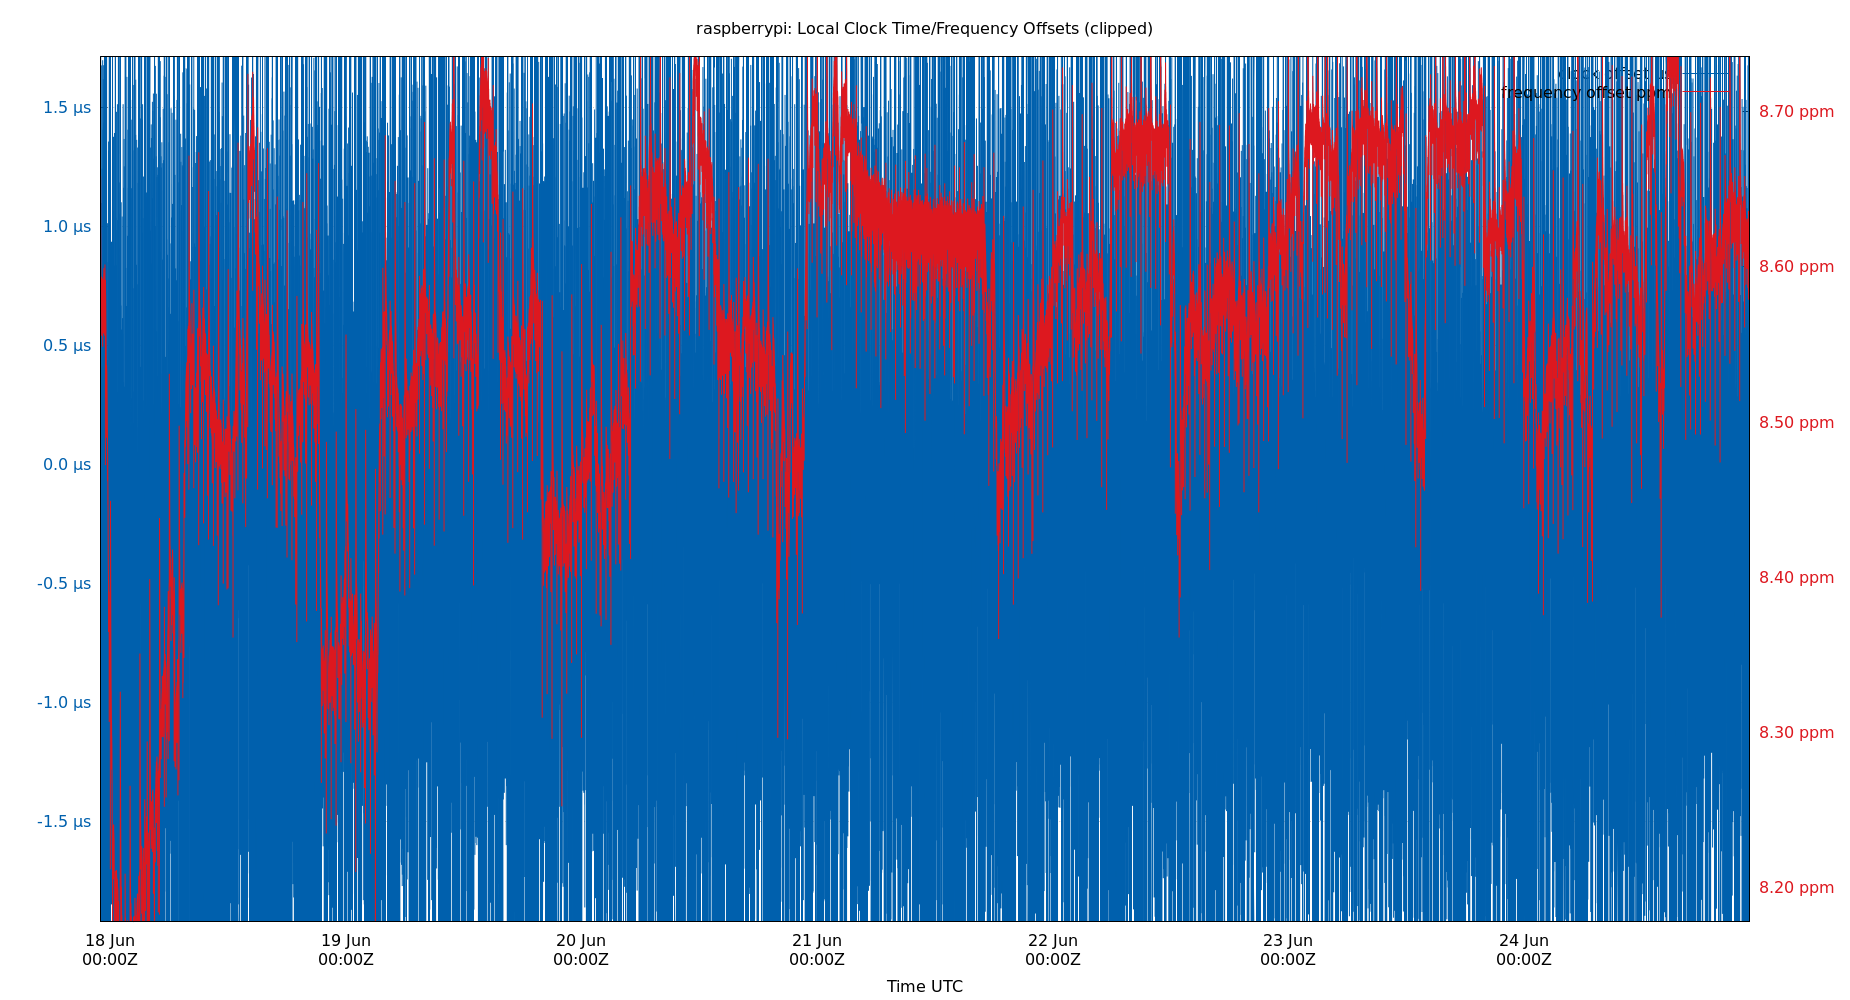 raspberrypi: Local Clock Time/Frequency Offsets (clipped)
clock offset µs
frequency offset ppm
1.5 µs
1.0 µs
0.5 µs
0.0 µs
-0.5 µs
-1.0 µs
-1.5 µs
8.70 ppm
8.60 ppm
8.50 ppm
8.40 ppm
8.30 ppm
8.20 ppm
18 Jun 19 Jun 20 Jun 21 Jun 22 Jun 23 Jun 24 Jun
00:00Z 00:00Z 00:00Z 00:00Z 00:00Z 00:00Z 00:00Z
Time UTC